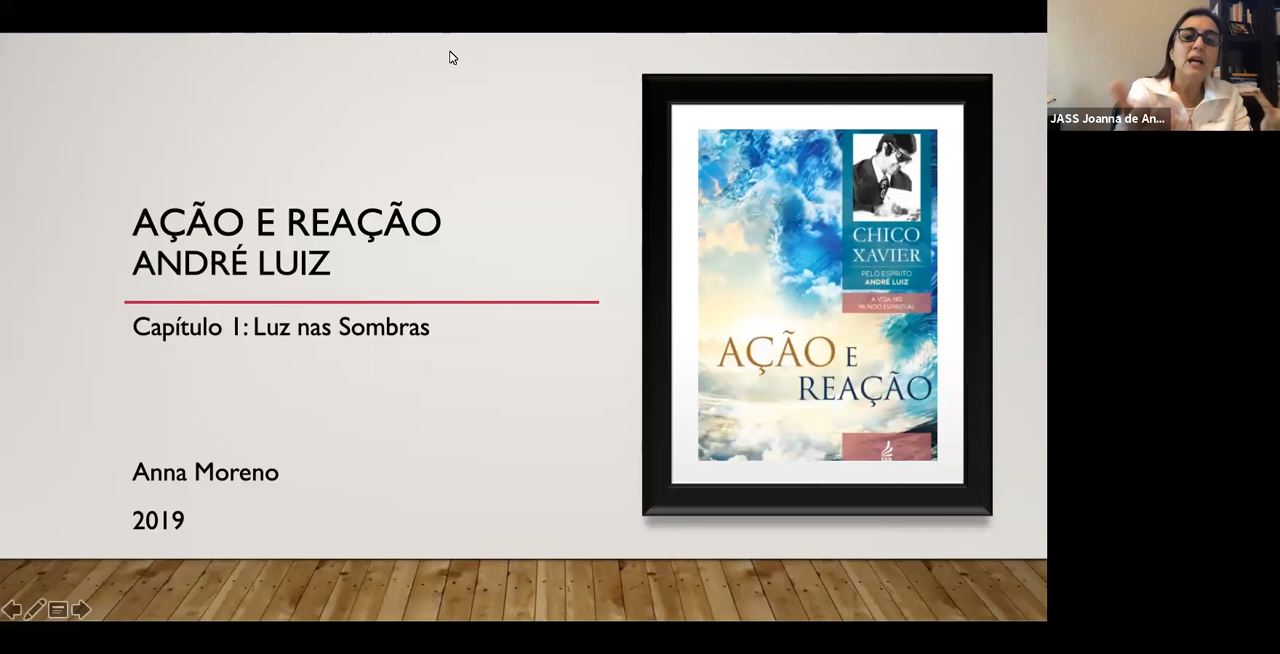 AÇÃO E REAÇÃO
ANDRÉ LUIZ
Capítulo 1: Luz nas Sombras
Anna Moreno
2019
CHICO
XAVIER
PELO ESPÍRITO
ANDRÉ LUIZ
A VIDA NO
MUNDO ESPIRITUAL
AÇÃO E
REAÇÃO
JASS Joanna de An...